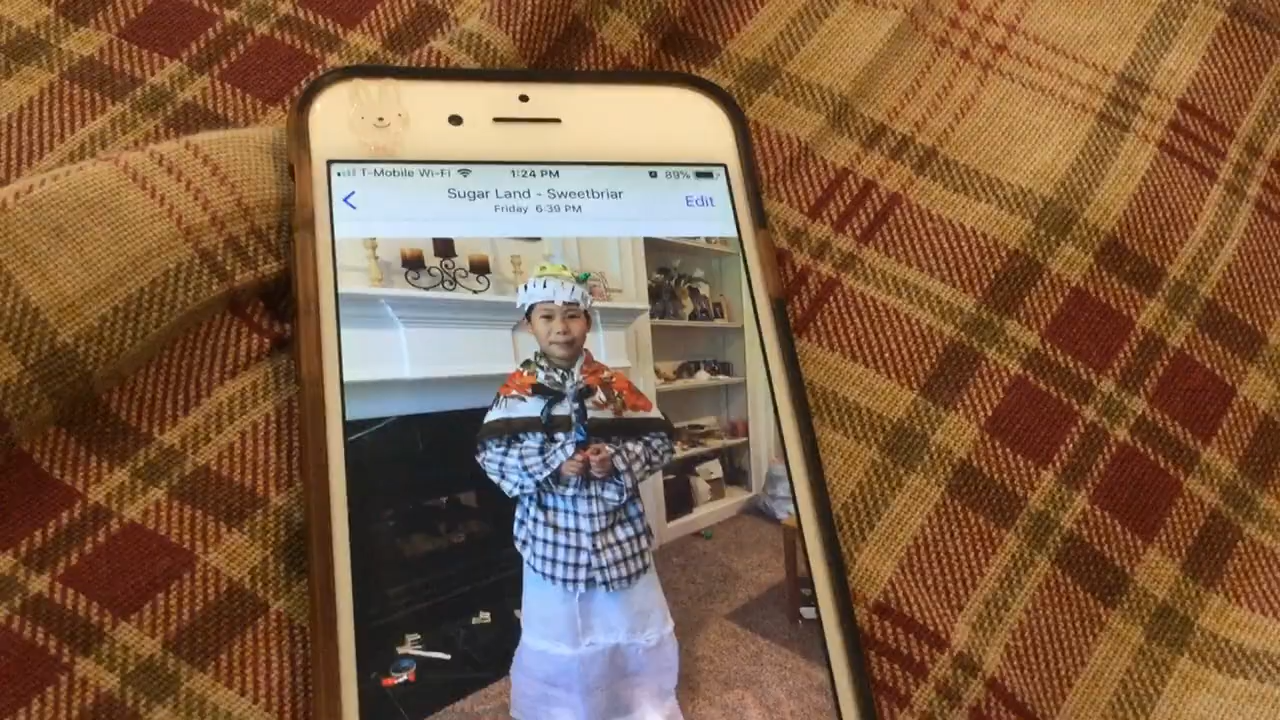 T-Mobile Wi-Fi 1:24 PM 89%
Sugar Land - Sweetbriar
Edit
Friday 6:39 PM